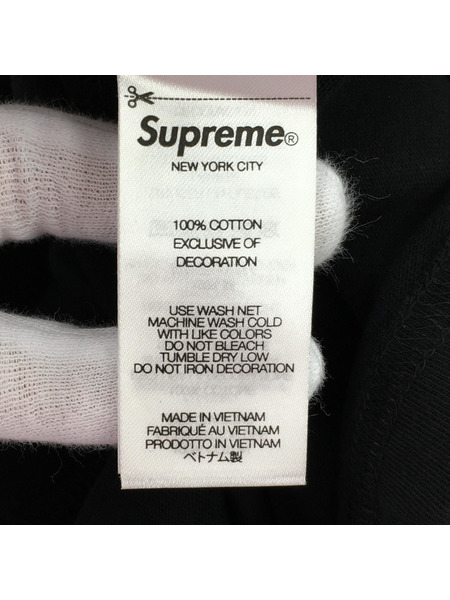 Supreme®
NEW YORK CITY
100% COTTON
EXCLUSIVE OF
DECORATION
USE WASH NET
MACHINE WASH COLD
WITH LIKE COLORS
DO NOT BLEACH
TUMBLE DRY LOW
DO NOT IRON DECORATION
MADE IN VIETNAM
FABRIQUÉ AU VIETNAM
PRODOTTO IN VIETNAM
ベトナム製